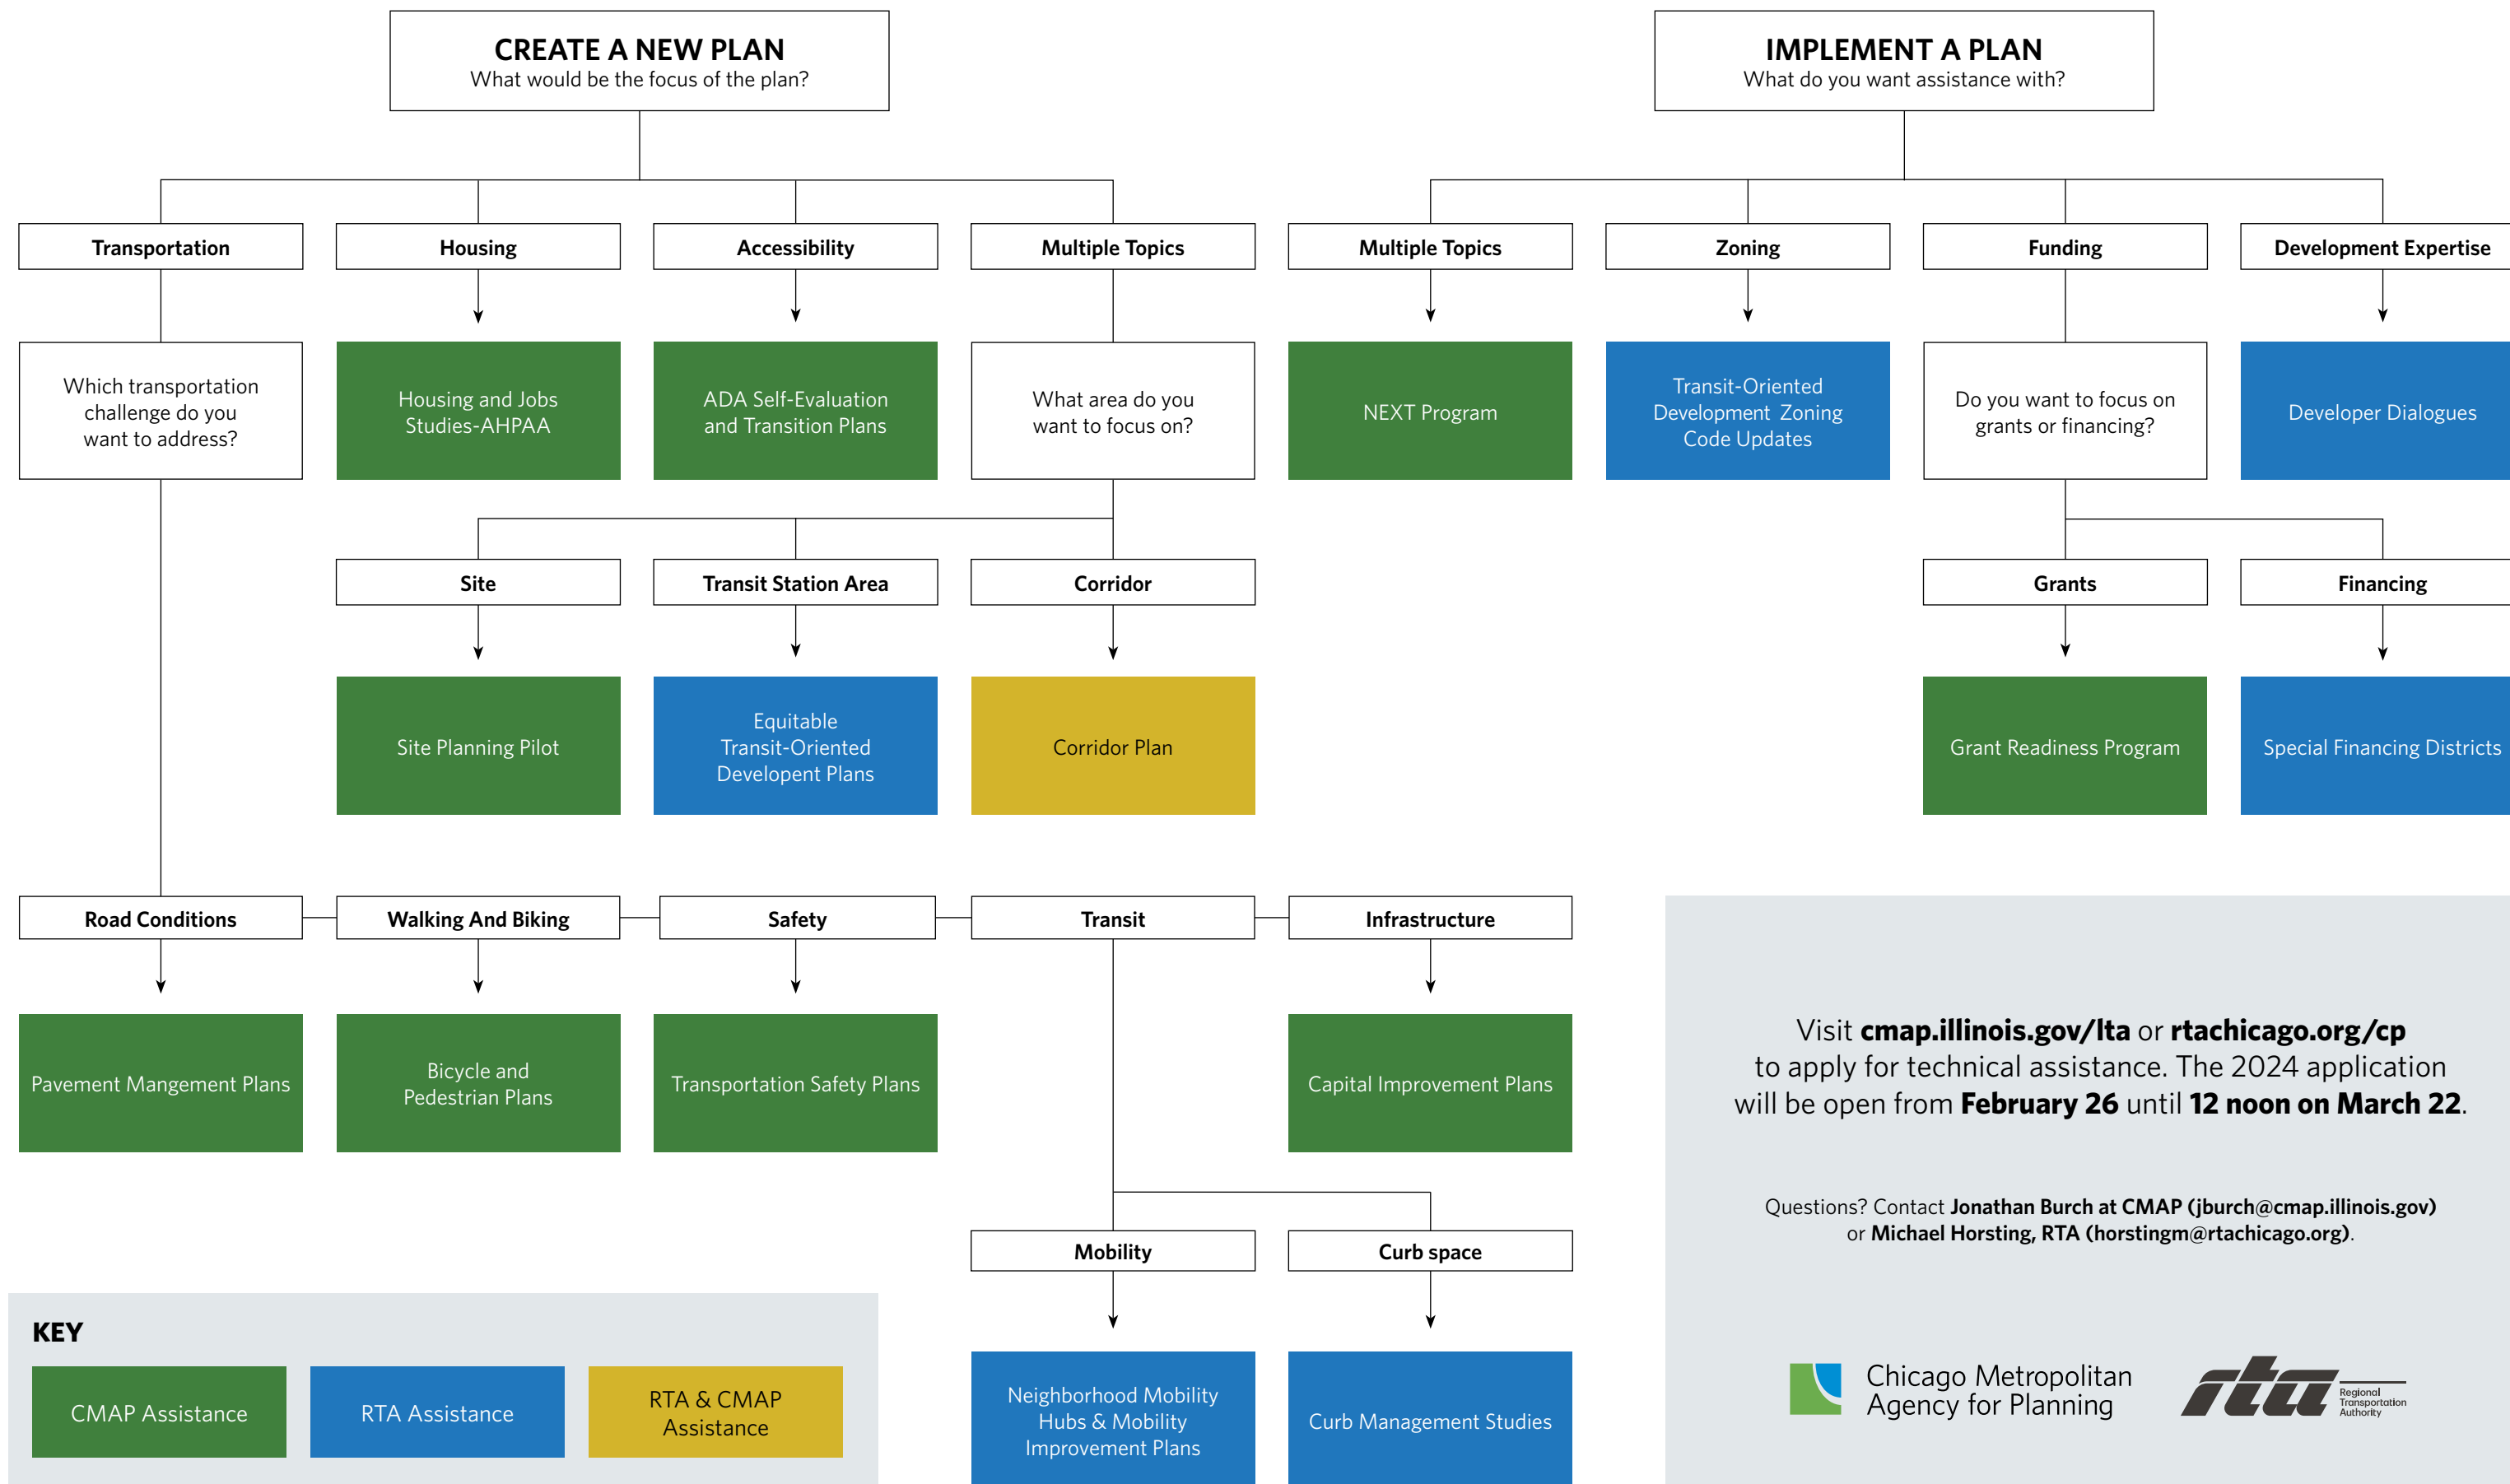 CREATE A NEW PLAN
What would be the focus of the plan?
IMPLEMENT A PLAN
What do you want assistance with?
Transportation
Housing
Accessibility
Multiple Topics
Multiple Topics
Zoning
Funding
Development Expertise
Which transportation
challenge do you
want to address?
Housing and Jobs
Studies-AHPAA
ADA Self-Evaluation
and Transition Plans
What area do you
want to focus on?
NEXT Program
Transit-Oriented
Development Zoning
Code Updates
Do you want to focus on
grants or financing?
Developer Dialogues
Site
Transit Station Area
Corridor
Grants
Financing
Site Planning Pilot
Equitable
Transit-Oriented
Developent Plans
Corridor Plan
Grant Readiness Program
Special Financing Districts
Road Conditions
Walking And Biking
Safety
Transit
Infrastructure
Pavement Mangement Plans
Bicycle and
Pedestrian Plans
Transportation Safety Plans
Capital Improvement Plans
Mobility
Curb space
Neighborhood Mobility
Hubs & Mobility
Improvement Plans
Curb Management Studies
KEY
CMAP Assistance
RTA Assistance
RTA & CMAP
Assistance
Visit cmap.illinois.gov/lta or rtachicago.org/cp
to apply for technical assistance. The 2024 application
will be open from February 26 until 12 noon on March 22.
Questions? Contact Jonathan Burch at CMAP (jburch@cmap.illinois.gov)
or Michael Horsting, RTA (horstingm@rtachicago.org).
Chicago Metropolitan
Agency for Planning
rta
Regional
Transportation
Authority